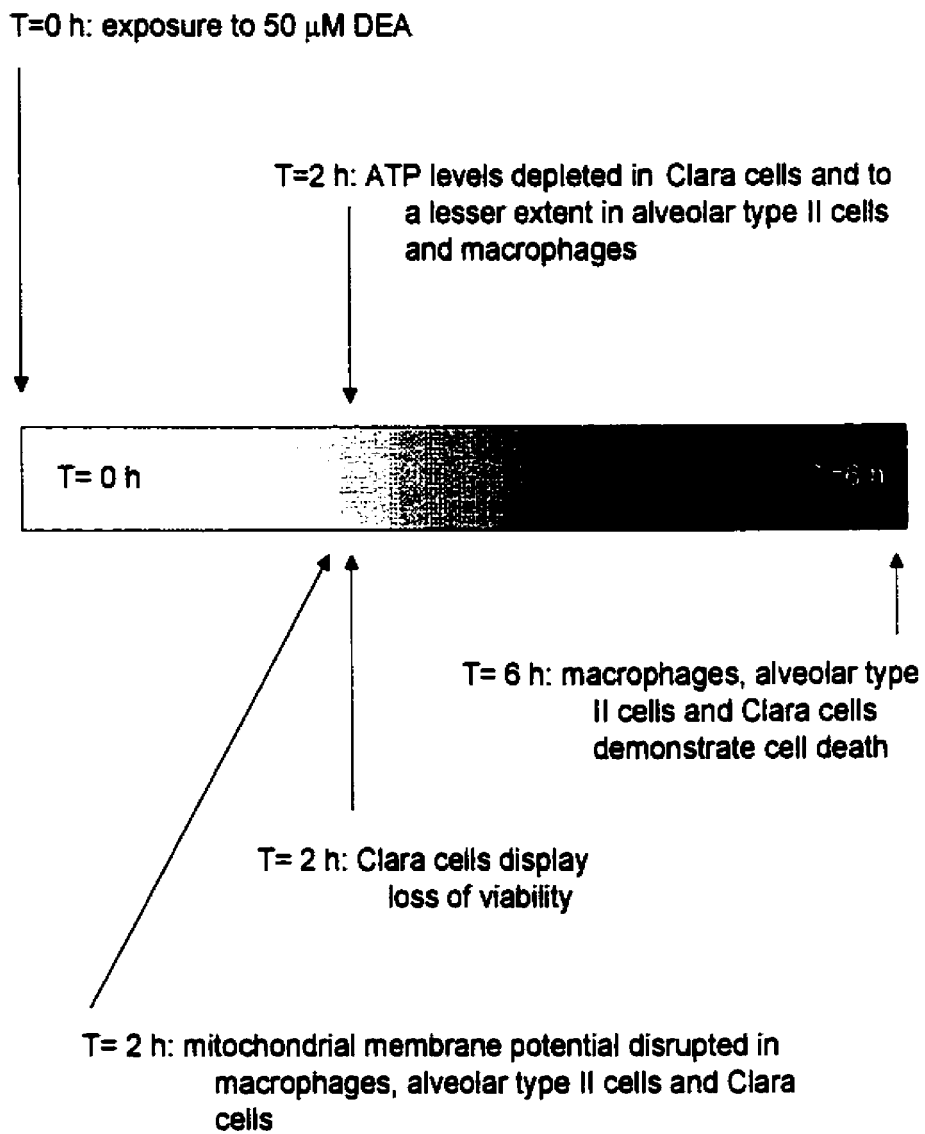 T=0 h: exposure to 50 μM DEA
T=2 h: ATP levels depleted in Clara cells and to
a lesser extent in alveolar type II cells
and macrophages
T= 0 h
T=6 h
T= 6 h: macrophages, alveolar type
II cells and Clara cells
demonstrate cell death
T= 2 h: Clara cells display
loss of viability
T= 2 h: mitochondrial membrane potential disrupted in
macrophages, alveolar type II cells and Clara
cells